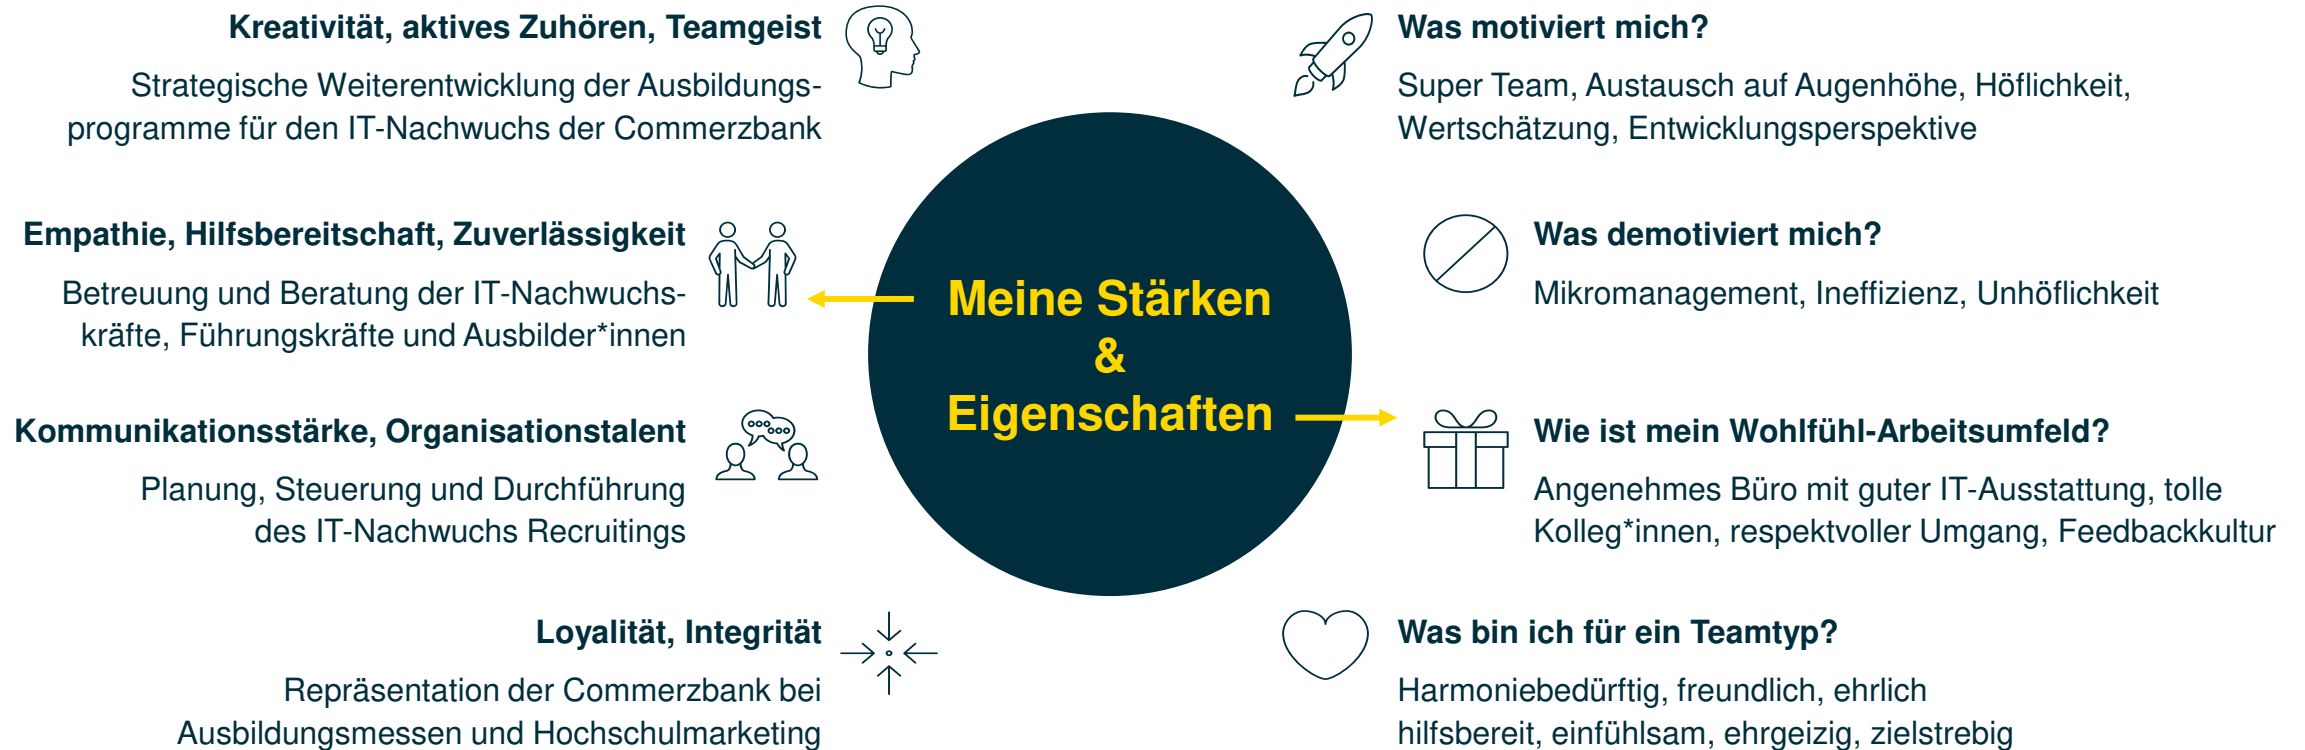 Kreativität, aktives Zuhören, Teamgeist
Strategische Weiterentwicklung der Ausbildungs-
programme für den IT-Nachwuchs der Commerzbank
Empathie, Hilfsbereitschaft, Zuverlässigkeit
Betreuung und Beratung der IT-Nachwuchs-
kräfte, Führungskräfte und Ausbilder*innen
Kommunikationsstärke, Organisationstalent
Planung, Steuerung und Durchführung
des IT-Nachwuchs Recruitings
Loyalität, Integrität
Repräsentation der Commerzbank bei
Ausbildungsmessen und Hochschulmarketing
Meine Stärken
&
Eigenschaften
Was motiviert mich?
Super Team, Austausch auf Augenhöhe, Höflichkeit,
Wertschätzung, Entwicklungsperspektive
Was demotiviert mich?
Mikromanagement, Ineffizienz, Unhöflichkeit
Wie ist mein Wohlfühl-Arbeitsumfeld?
Angenehmes Büro mit guter IT-Ausstattung, tolle
Kolleg*innen, respektvoller Umgang, Feedbackkultur
Was bin ich für ein Teamtyp?
Harmoniebedürftig, freundlich, ehrlich
hilfsbereit, einfühlsam, ehrgeizig, zielstrebig